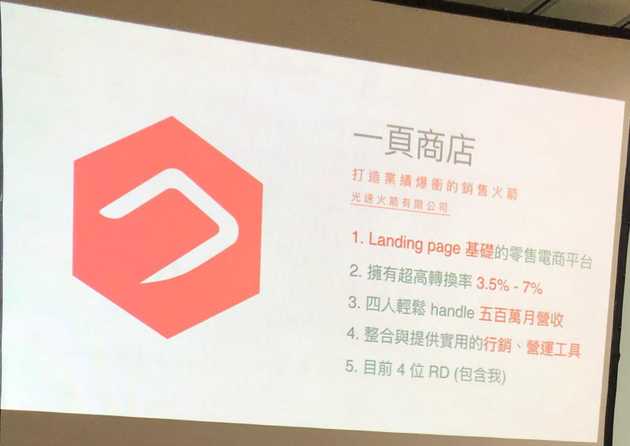 一頁商店
打造業績爆衝的銷售火箭
光速火箭有限公司
1. Landing page 基礎的零售電商平台
2. 擁有超高轉換率 3.5% - 7%
3. 四人輕鬆 handle 五百萬月營收
4. 整合與提供實用的行銷、營運工具
5. 目前 4 位 RD (包含我)